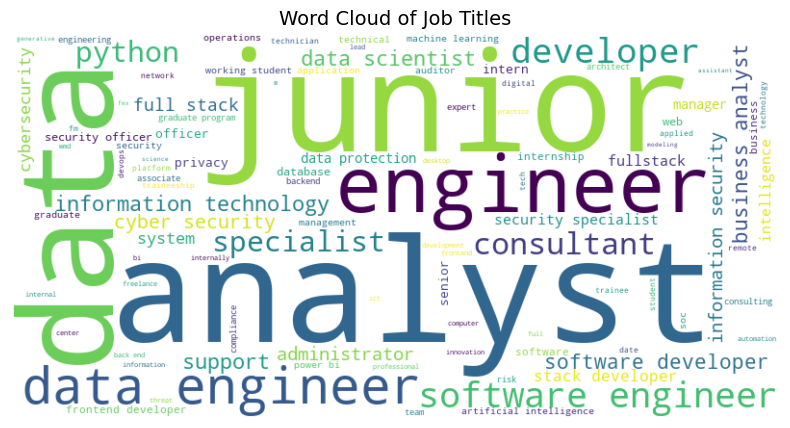 Word Cloud of Job Titles
generative
engineering
operations
technician
technical
machine learning
lead
python
data scientist
developer
working student
application
auditor
intern
architect
assistant
network
cybersecurity
data
junior
digital
manager
business analyst
business
technology
full stack
graduate program
expert
practice
web
applied
fm
security officer
officer
wmd
security
devops
science
platform
privacy
data protection
desktop
internship
fullstack
modeling
intelligence
associate
traineeship
database
backend
tech
engineer
information technology
graduate
cyber security
management
security specialist
information security
system
specialist
consultant
development
frontend
remote
bi
internally
analyst
senior
trainee
student
soc
consulting
internal
freelance
center
compliance
computer
full
automation
back end
information
support
administrator
power bi
innovation
professional
software
date
software developer
risk
stack developer
data engineer
software engineer
threat
frontend developer
team
artificial intelligence